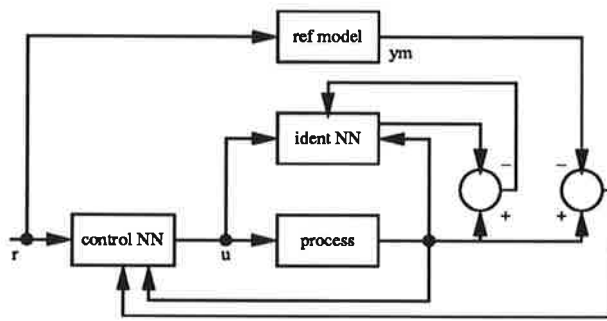 ref model
ym
ident NN
−
−
+
+
control NN
process
r
u